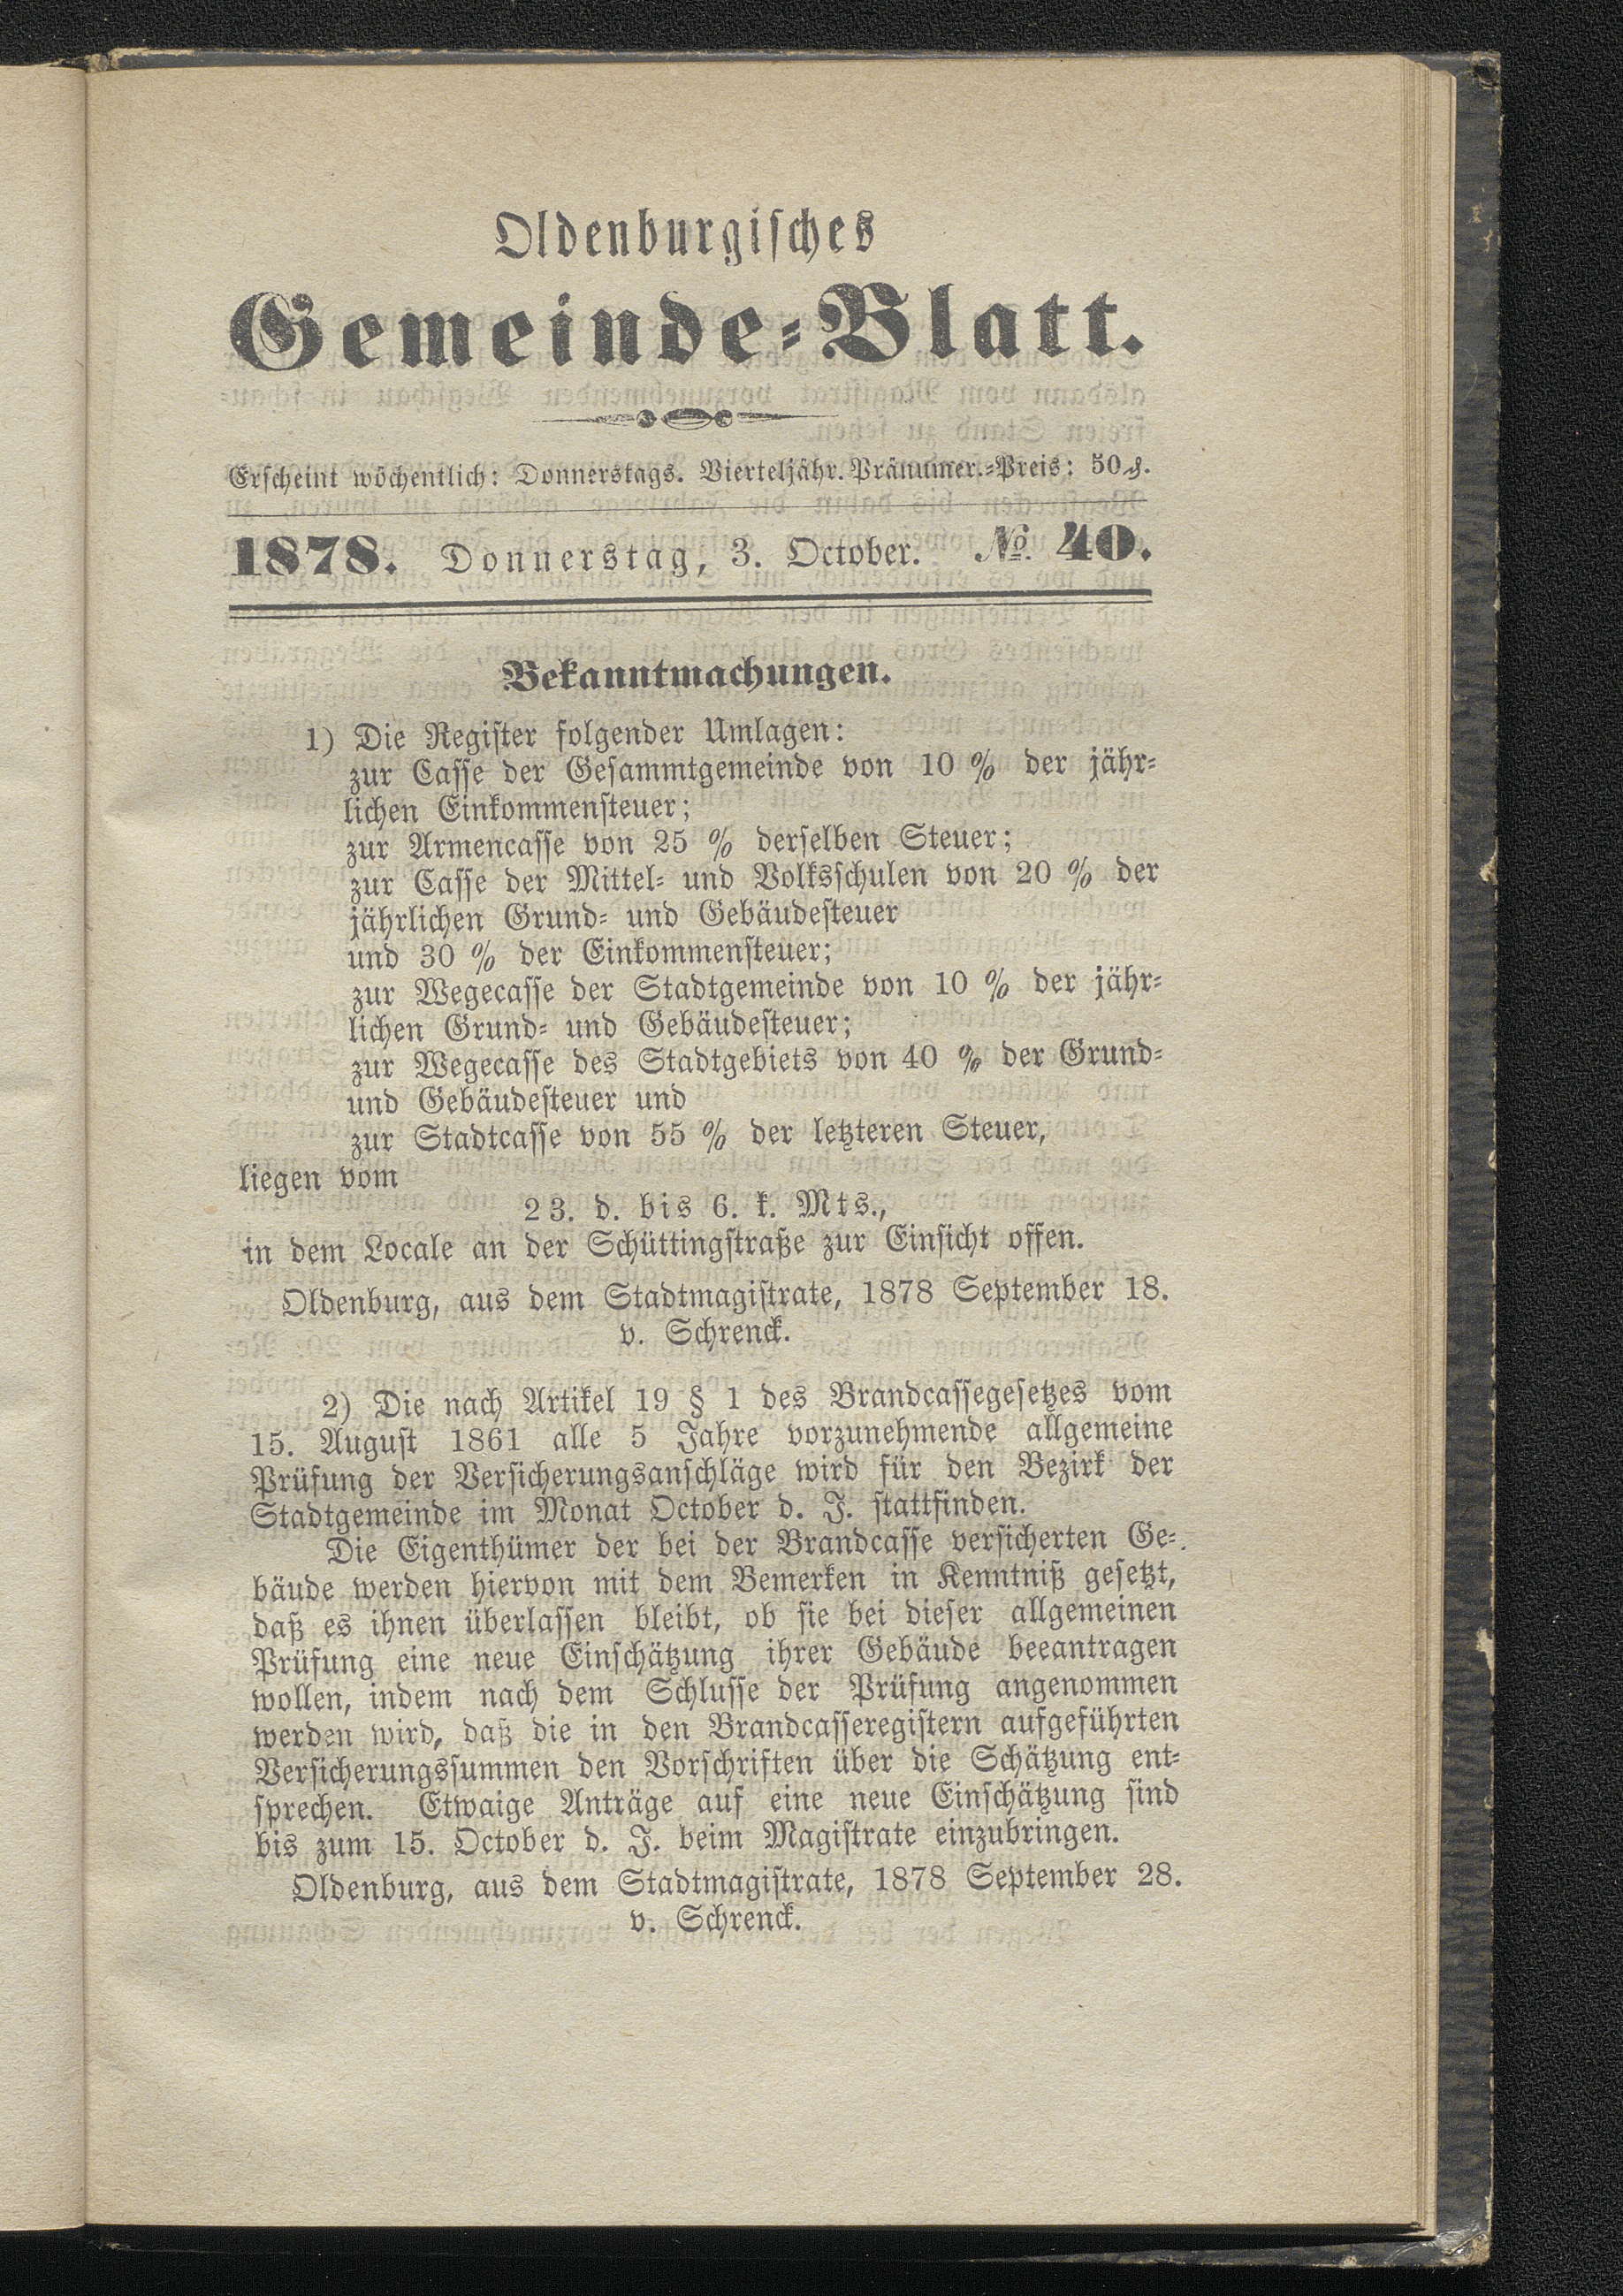 Oldenburgisches
Gemeinde-Blatt.
Erscheint wöchentlich: Donnerstags. Vierteljähr. Pränumer.-Preis: 50 ₰.
1878. Donnerstag, 3. October. № 40.
Bekanntmachungen.
1) Die Register folgender Umlagen:
zur Casse der Gesammtgemeinde von 10 % der jähr-
lichen Einkommensteuer;
zur Armencasse von 25 % derselben Steuer;
zur Casse der Mittel- und Volksschulen von 20 % der
jährlichen Grund- und Gebäudesteuer
und 30 % der Einkommensteuer;
zur Wegecasse der Stadtgemeinde von 10 % der jähr-
lichen Grund- und Gebäudesteuer;
zur Wegecasse des Stadtgebiets von 40 % der Grund-
und Gebäudesteuer und
zur Stadtcasse von 55 % der letzteren Steuer,
liegen vom
23. d. bis 6. k. Mts.,
in dem Locale an der Schüttingstraße zur Einsicht offen.
Oldenburg, aus dem Stadtmagistrate, 1878 September 18.
v. Schrenck.
2) Die nach Artikel 19 § 1 des Brandcassegesetzes vom
15. August 1861 alle 5 Jahre vorzunehmende allgemeine
Prüfung der Versicherungsanschläge wird für den Bezirk der
Stadtgemeinde im Monat October d. J. stattfinden.
Die Eigenthümer der bei der Brandcasse versicherten Ge-
bäude werden hiervon mit dem Bemerken in Kenntniß gesetzt,
daß es ihnen überlassen bleibt, ob sie bei dieser allgemeinen
Prüfung eine neue Einschätzung ihrer Gebäude beeantragen
wollen, indem nach dem Schlusse der Prüfung angenommen
werden wird, daß die in den Brandcasseregistern aufgeführten
Versicherungssummen den Vorschriften über die Schätzung ent-
sprechen. Etwaige Anträge auf eine neue Einschätzung sind
bis zum 15. October d. J. beim Magistrate einzubringen.
Oldenburg, aus dem Stadtmagistrate, 1878 September 28.
v. Schrenck.